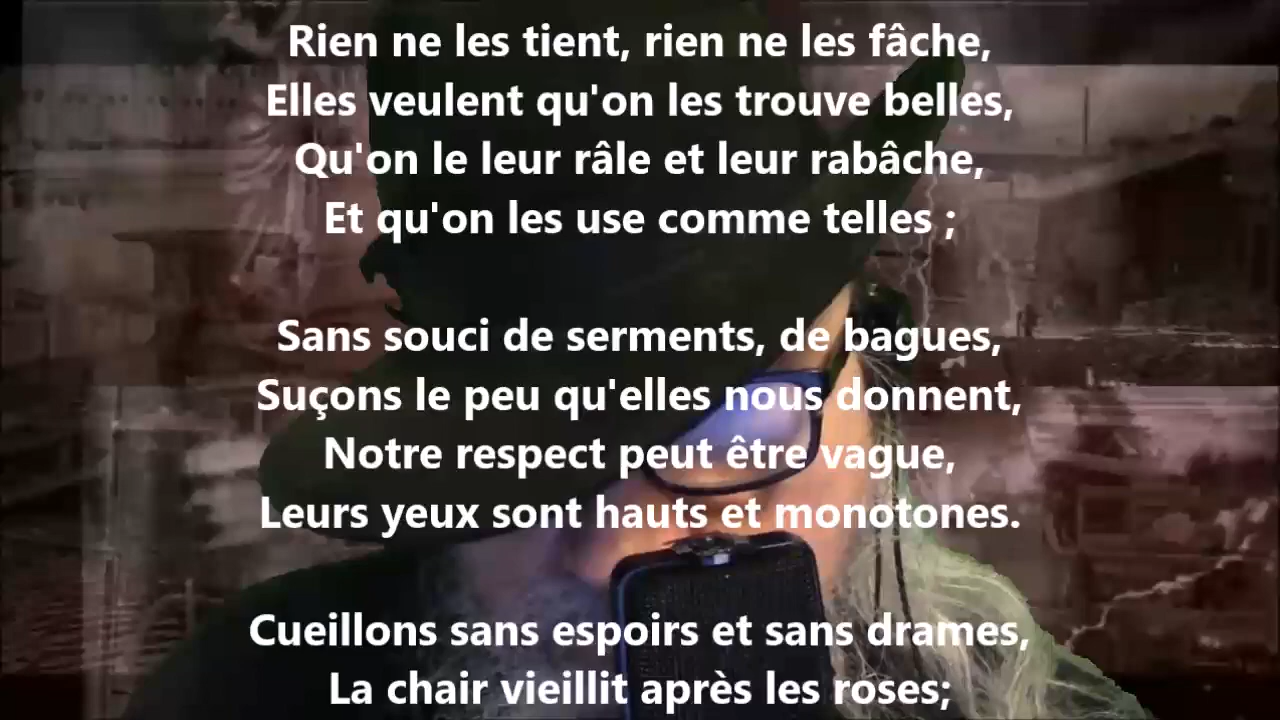 Rien ne les tient, rien ne les fâche,
Elles veulent qu'on les trouve belles,
Qu'on le leur râle et leur rabâche,
Et qu'on les use comme telles ;
Sans souci de serments, de bagues,
Suçons le peu qu'elles nous donnent,
Notre respect peut être vague,
Leurs yeux sont hauts et monotones.
Cueillons sans espoirs et sans drames,
La chair vieillit après les roses;